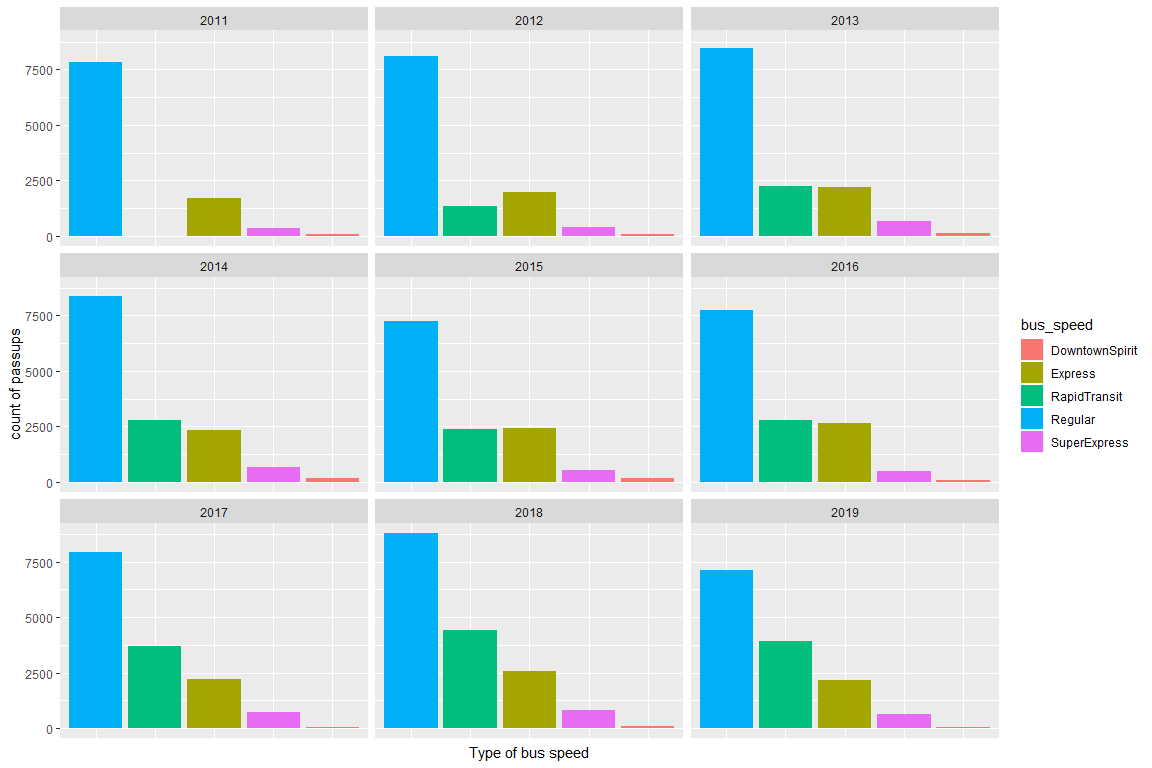 2011 2012 2013
7500
5000
2500
0
2014 2015 2016
7500
5000
2500
0
2017 2018 2019
7500
5000
2500
0
count of passups
Type of bus speed
bus_speed
DowntownSpirit
Express
RapidTransit
Regular
SuperExpress